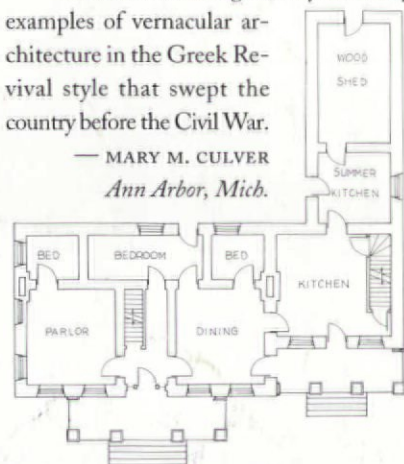 examples of vernacular ar-
chitecture in the Greek Re-
vival style that swept the
country before the Civil War.
— MARY M. CULVER
Ann Arbor, Mich.
WOOD
SHED
SUMMER
KITCHEN
BED
BEDROOM
BED
KITCHEN
PARLOR
DINING